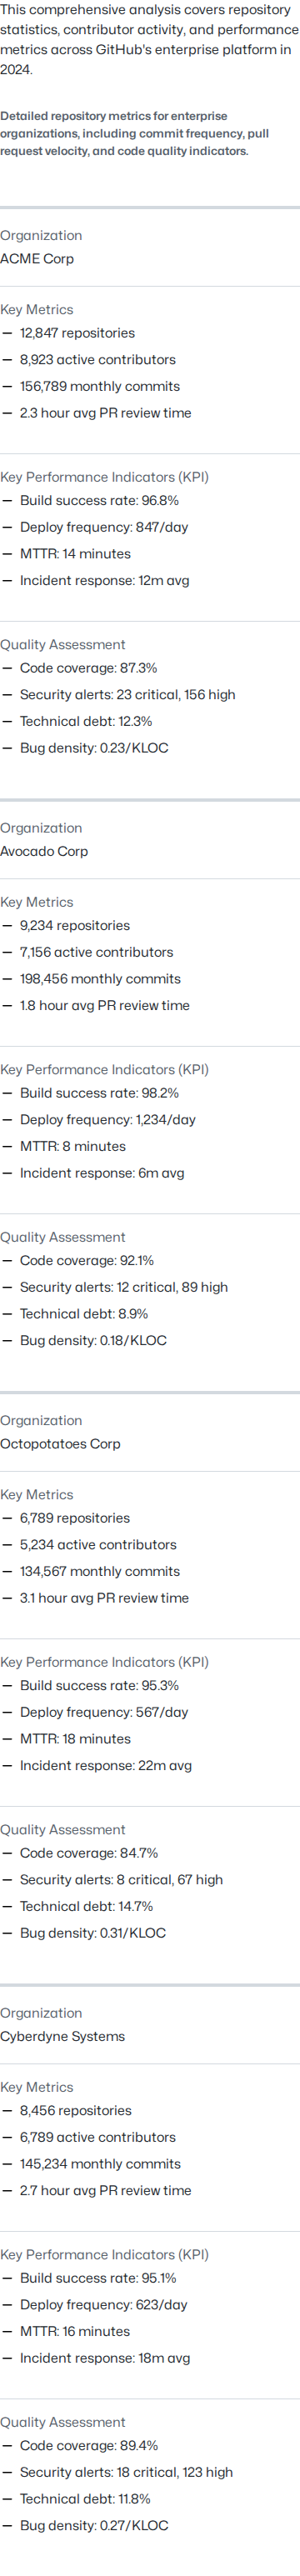 This comprehensive analysis covers repository
statistics, contributor activity, and performance
metrics across GitHub's enterprise platform in
2024.
Detailed repository metrics for enterprise
organizations, including commit frequency, pull
request velocity, and code quality indicators.
Organization
ACME Corp
Key Metrics
— 12,847 repositories
— 8,923 active contributors
— 156,789 monthly commits
— 2.3 hour avg PR review time
Key Performance Indicators (KPI)
— Build success rate: 96.8%
— Deploy frequency: 847/day
— MTTR: 14 minutes
— Incident response: 12m avg
Quality Assessment
— Code coverage: 87.3%
— Security alerts: 23 critical, 156 high
— Technical debt: 12.3%
— Bug density: 0.23/KLOC
Organization
Avocado Corp
Key Metrics
— 9,234 repositories
— 7,156 active contributors
— 198,456 monthly commits
— 1.8 hour avg PR review time
Key Performance Indicators (KPI)
— Build success rate: 98.2%
— Deploy frequency: 1,234/day
— MTTR: 8 minutes
— Incident response: 6m avg
Quality Assessment
— Code coverage: 92.1%
— Security alerts: 12 critical, 89 high
— Technical debt: 8.9%
— Bug density: 0.18/KLOC
Organization
Octopotatoes Corp
Key Metrics
— 6,789 repositories
— 5,234 active contributors
— 134,567 monthly commits
— 3.1 hour avg PR review time
Key Performance Indicators (KPI)
— Build success rate: 95.3%
— Deploy frequency: 567/day
— MTTR: 18 minutes
— Incident response: 22m avg
Quality Assessment
— Code coverage: 84.7%
— Security alerts: 8 critical, 67 high
— Technical debt: 14.7%
— Bug density: 0.31/KLOC
Organization
Cyberdyne Systems
Key Metrics
— 8,456 repositories
— 6,789 active contributors
— 145,234 monthly commits
— 2.7 hour avg PR review time
Key Performance Indicators (KPI)
— Build success rate: 95.1%
— Deploy frequency: 623/day
— MTTR: 16 minutes
— Incident response: 18m avg
Quality Assessment
— Code coverage: 89.4%
— Security alerts: 18 critical, 123 high
— Technical debt: 11.8%
— Bug density: 0.27/KLOC